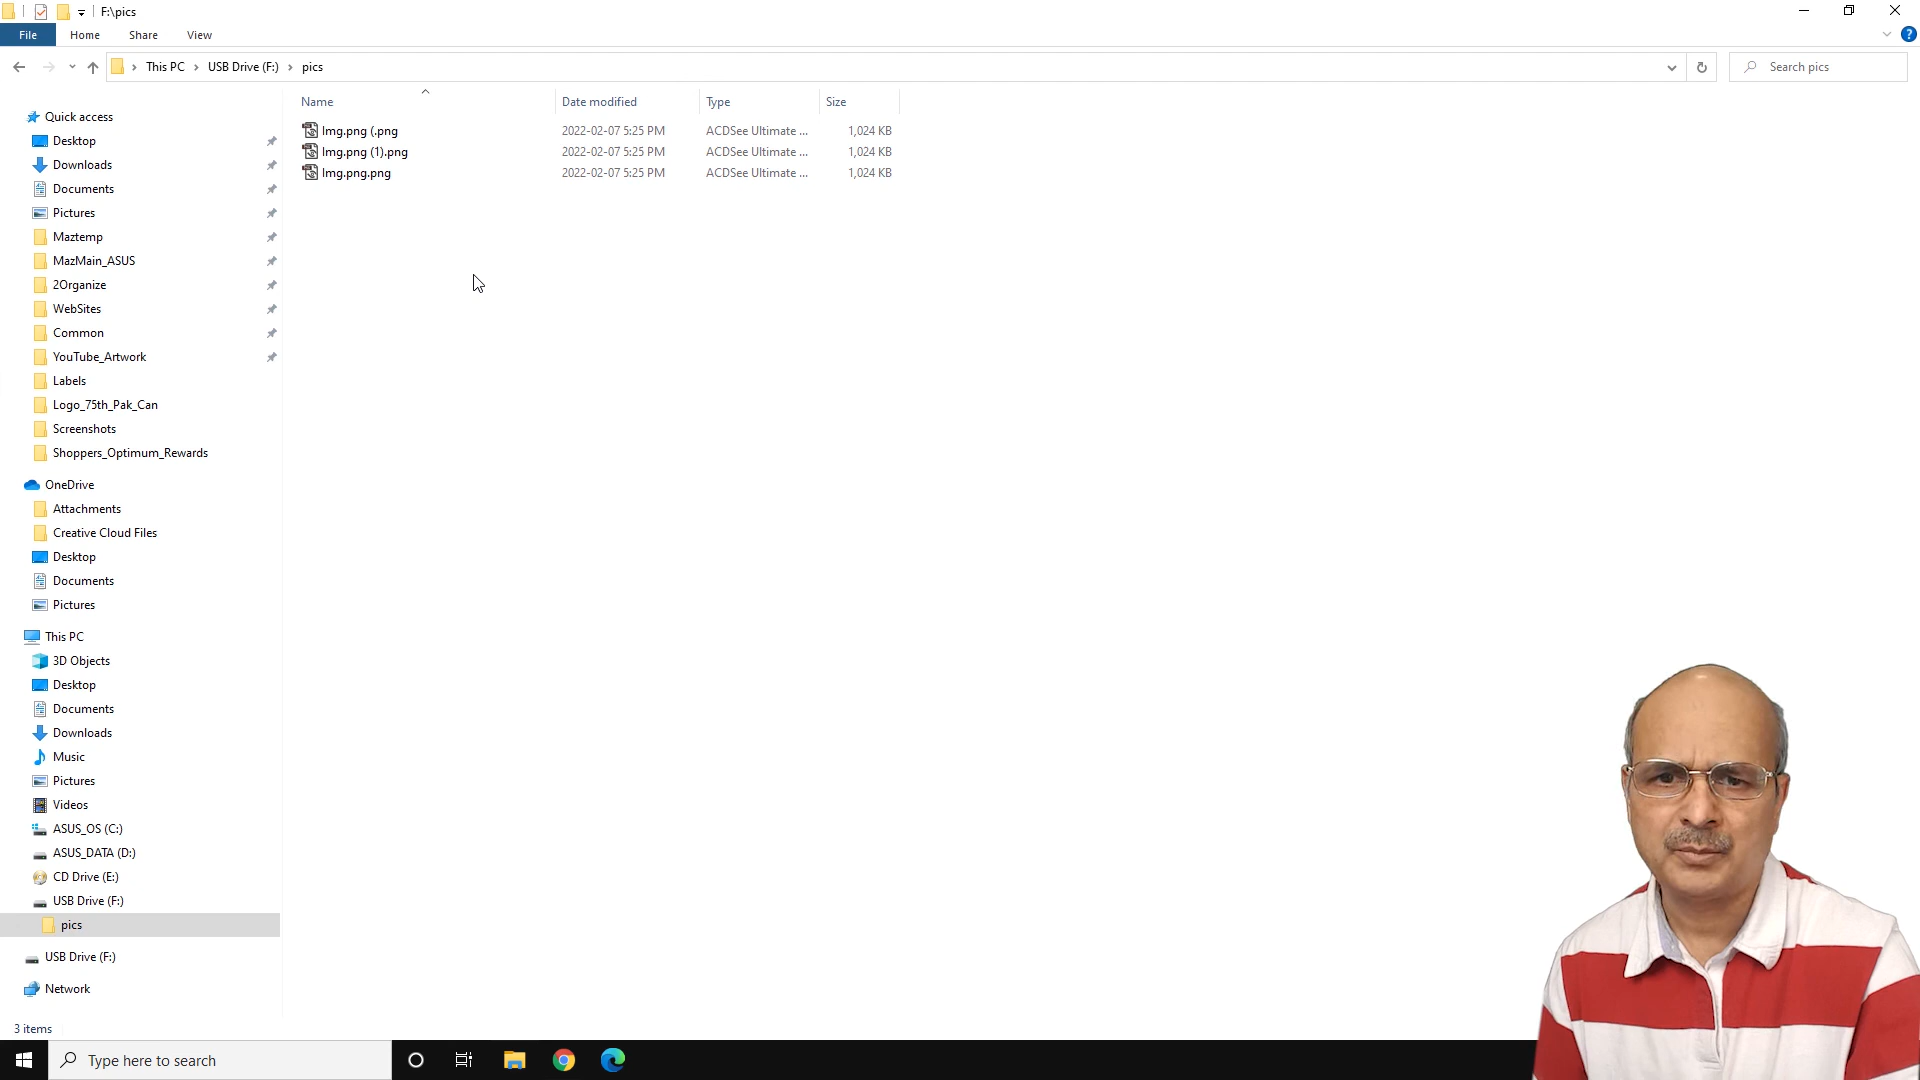 F:\pics
File Home Share View
This PC USB Drive (F:) pics
Search pics
Name Date modified Type Size
Img.png (.png 2022-02-07 5:25 PM ACDSee Ultimate ... 1,024 KB
Img.png (1).png 2022-02-07 5:25 PM ACDSee Ultimate ... 1,024 KB
Img.png.png 2022-02-07 5:25 PM ACDSee Ultimate ... 1,024 KB
Quick access
Desktop
Downloads
Documents
Pictures
Maztemp
MazMain_ASUS
2Organize
WebSites
Common
YouTube_Artwork
Labels
Logo_75th_Pak_Can
Screenshots
Shoppers_Optimum_Rewards
OneDrive
Attachments
Creative Cloud Files
Desktop
Documents
Pictures
This PC
3D Objects
Desktop
Documents
Downloads
Music
Pictures
Videos
ASUS_OS (C:)
ASUS_DATA (D:)
CD Drive (E:)
USB Drive (F:)
pics
USB Drive (F:)
Network
3 items
Type here to search